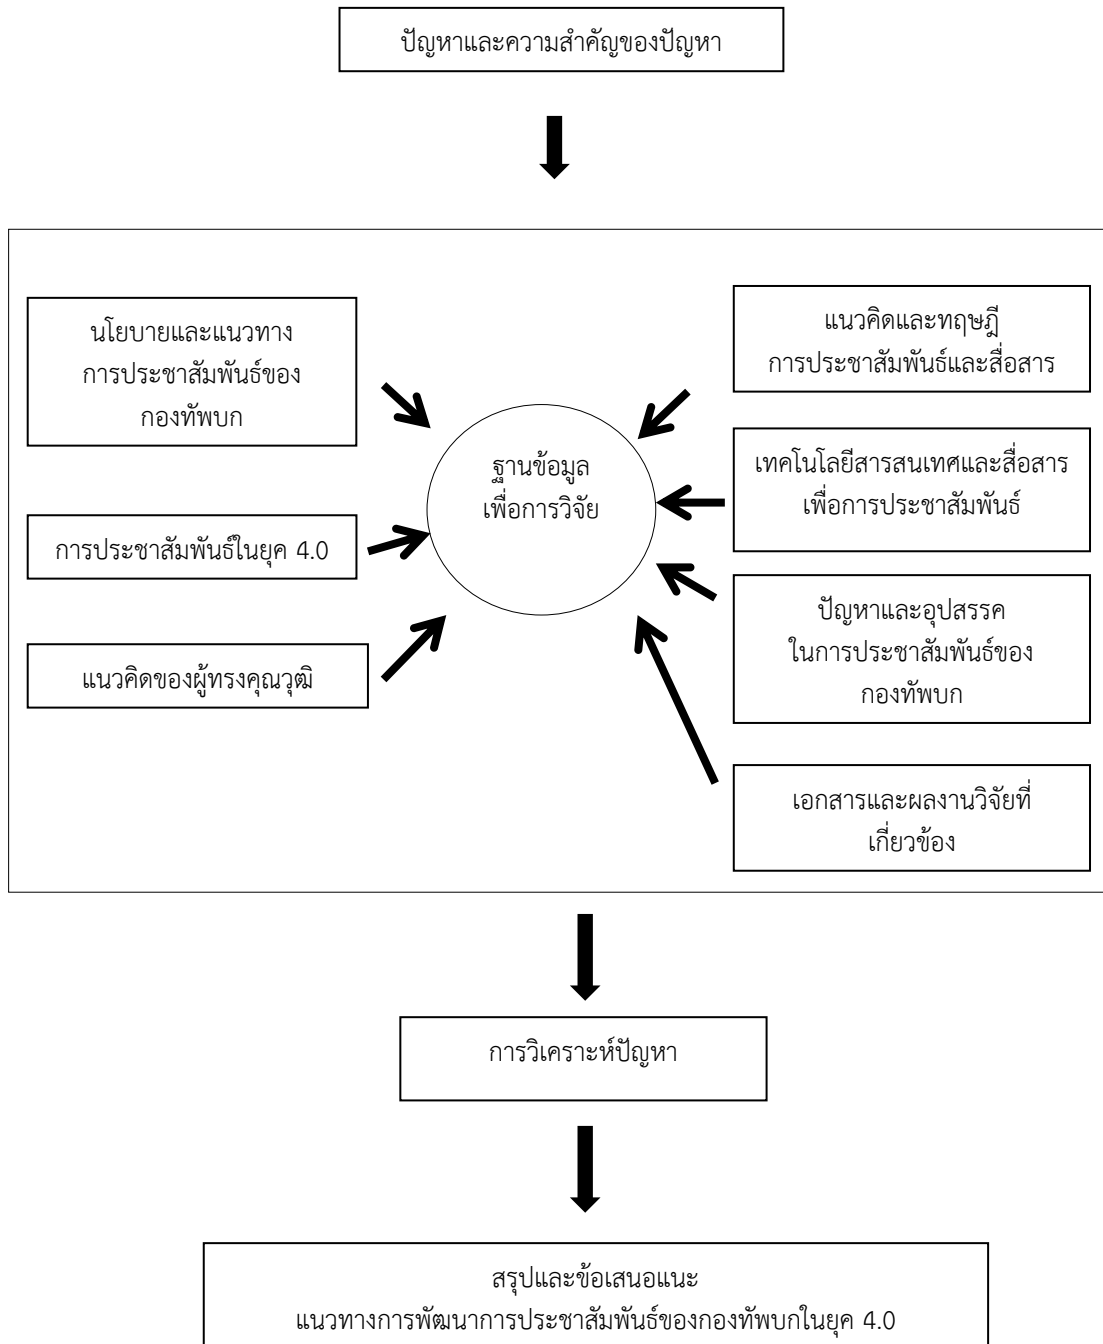 ปัญหาและความสำคัญของปัญหา
นโยบายและแนวทาง
การประชาสัมพันธ์ของ
กองทัพบก
การประชาสัมพันธ์ในยุค 4.0
แนวคิดของผู้ทรงคุณวุฒิ
ฐานข้อมูล
เพื่อการวิจัย
แนวคิดและทฤษฎี
การประชาสัมพันธ์และสื่อสาร
เทคโนโลยีสารสนเทศและสื่อสาร
เพื่อการประชาสัมพันธ์
ปัญหาและอุปสรรค
ในการประชาสัมพันธ์ของ
กองทัพบก
เอกสารและผลงานวิจัยที่
เกี่ยวข้อง
การวิเคราะห์ปัญหา
สรุปและข้อเสนอแนะ
แนวทางการพัฒนาการประชาสัมพันธ์ของกองทัพบกในยุค 4.0